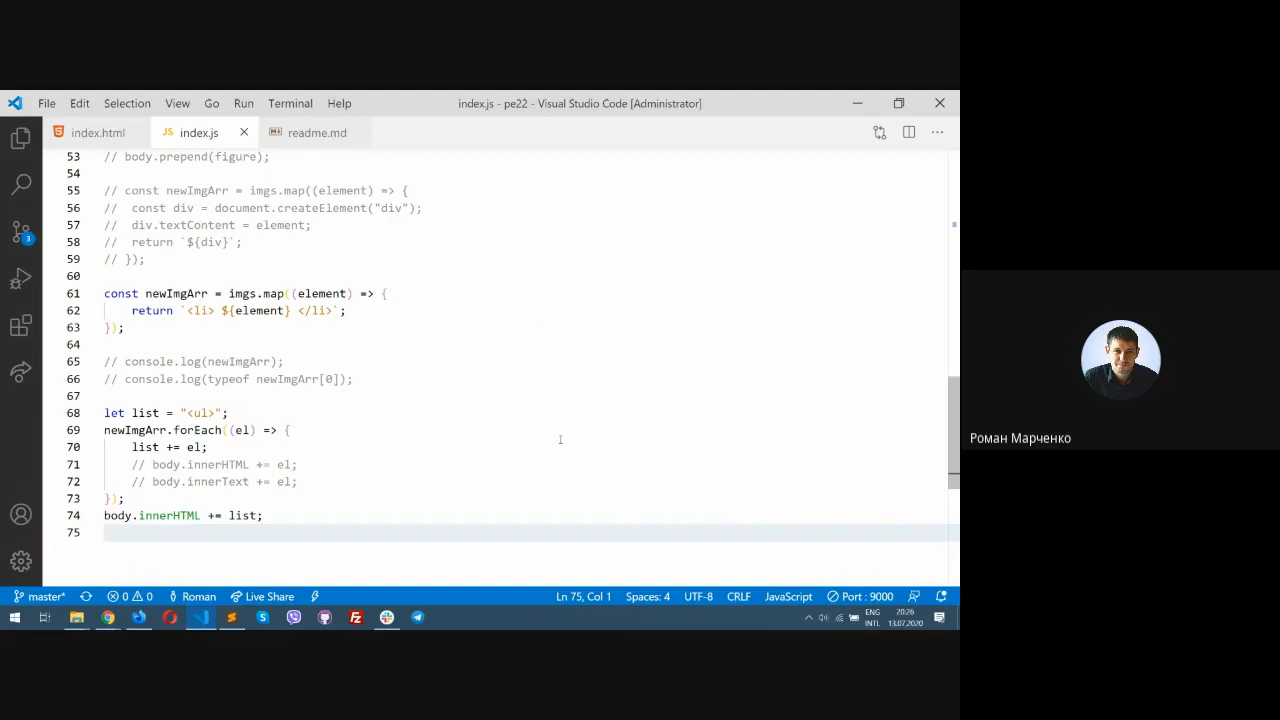 File Edit Selection View Go Run Terminal Help
index.js - pe22 - Visual Studio Code [Administrator]
index.html
JS index.js
readme.md
53 // body.prepend(figure);
54
55 // const newImgArr = imgs.map((element) => {
56 //  const div = document.createElement("div");
57 //  div.textContent = element;
58 //  return `${div}`;
59 // });
60
61 const newImgArr = imgs.map((element) => {
62     return `<li> ${element} </li>`;
63 });
64
65 // console.log(newImgArr);
66 // console.log(typeof newImgArr[0]);
67
68 let list = "<ul>";
69 newImgArr.forEach((el) => {
70     list += el;
71     // body.innerHTML += el;
72     // body.innerText += el;
73 });
74 body.innerHTML += list;
75
3
Роман Марченко
master* 0 0 Roman Live Share Ln 75, Col 1 Spaces: 4 UTF-8 CRLF JavaScript Port : 9000
ENG 20:26
INTL 13.07.2020